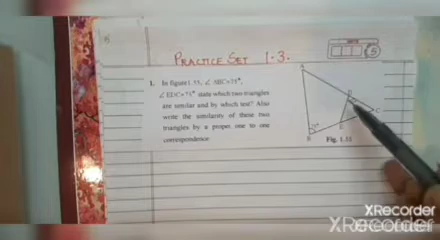 PRACTICE SET 1.3.
1. In figure 1.55, ∠ ABC=75°,
∠ EDC=75° state which two triangles
are similar and by which test? Also
write the similarity of these two
triangles by a proper one to one
correspondence.
A
D
C
E
B
75°
Fig. 1.55
5
XRecorder
XRecorder